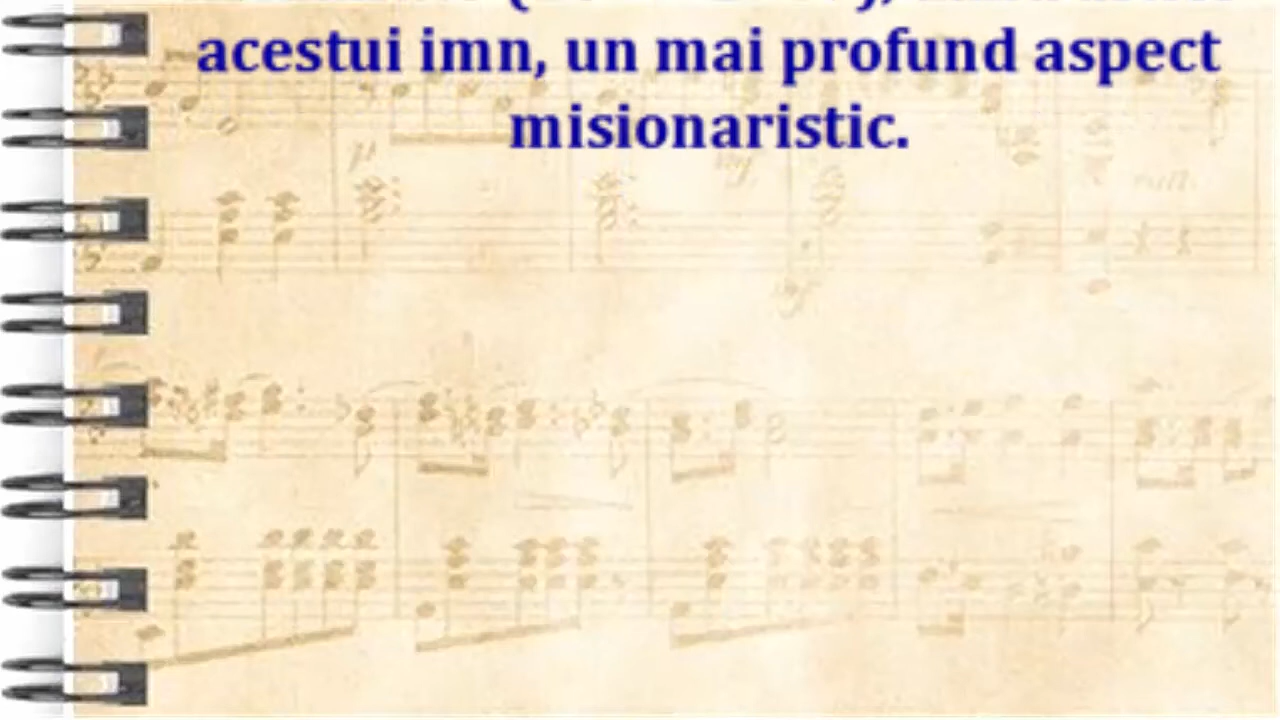 acestui imn, un mai profund aspect
misionaristic.